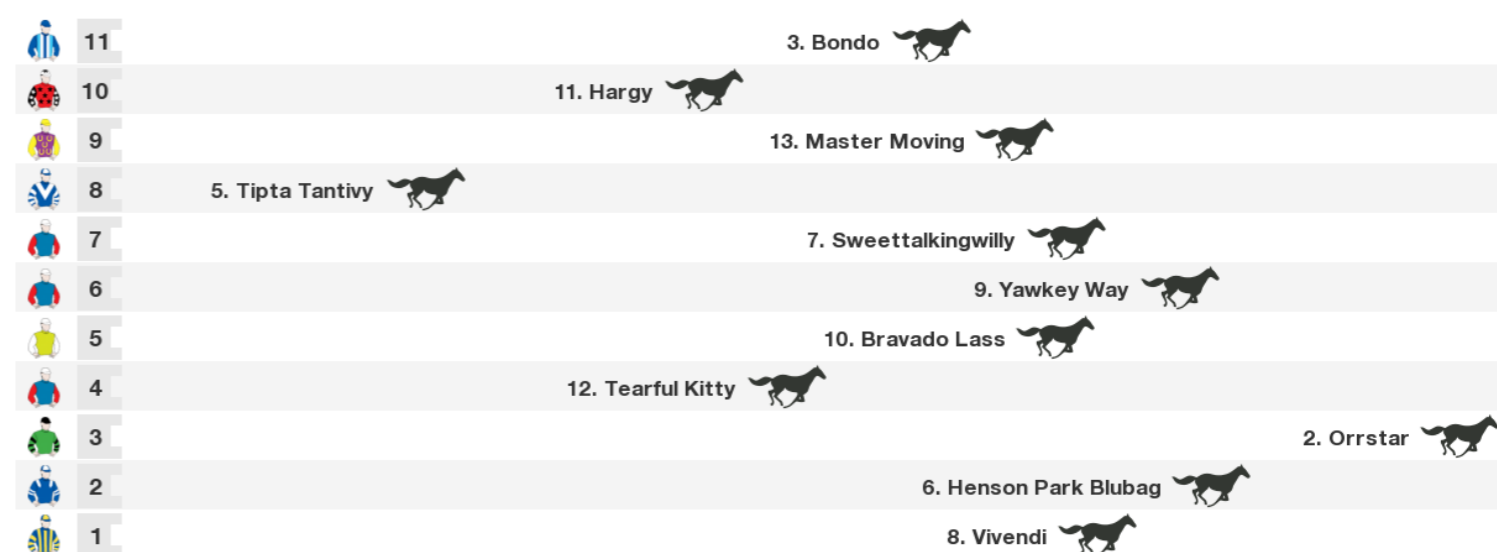 11 3. Bondo
10 11. Hargy
9 13. Master Moving
8 5. Tipta Tantivy
7 7. Sweettalkingwilly
6 9. Yawkey Way
5 10. Bravado Lass
4 12. Tearful Kitty
3 2. Orrstar
2 6. Henson Park Blubag
1 8. Vivendi